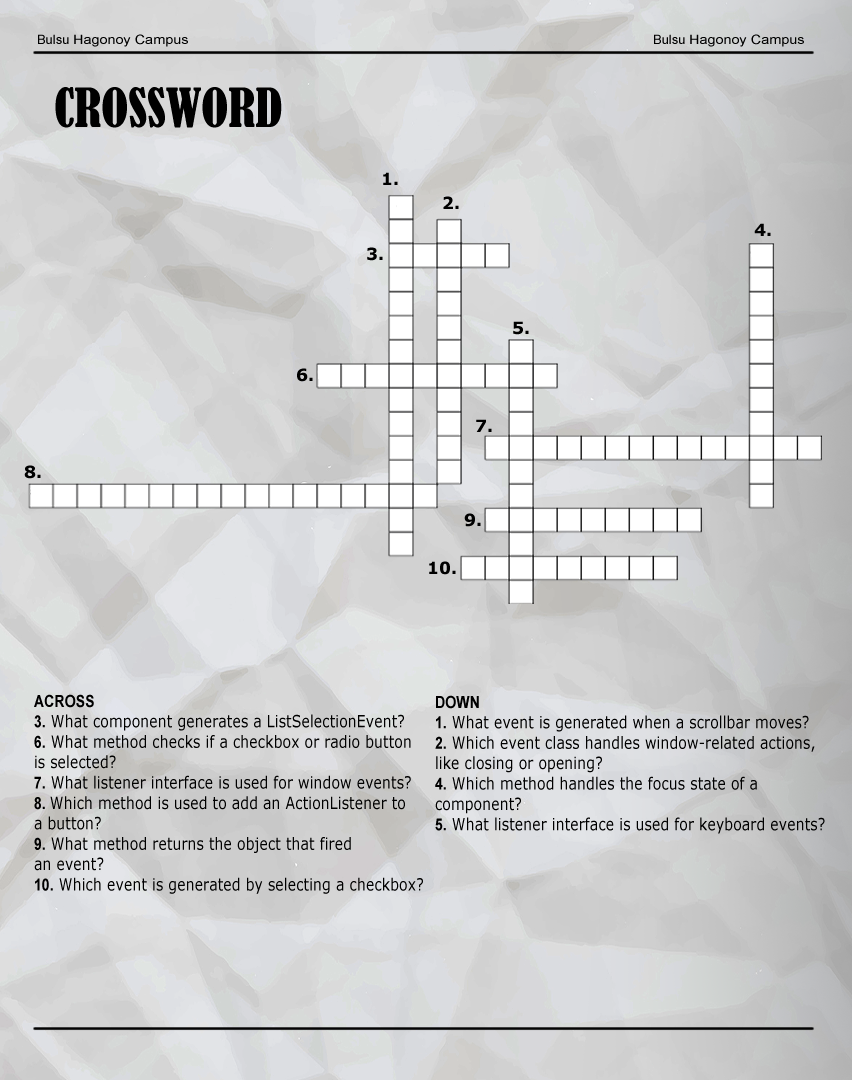 Bulsu Hagonoy Campus Bulsu Hagonoy Campus
CROSSWORD
1.
2.
3.
4.
5.
6.
7.
8.
9.
10.
ACROSS
3. What component generates a ListSelectionEvent?
6. What method checks if a checkbox or radio button
is selected?
7. What listener interface is used for window events?
8. Which method is used to add an ActionListener to
a button?
9. What method returns the object that fired
an event?
10. Which event is generated by selecting a checkbox?
DOWN
1. What event is generated when a scrollbar moves?
2. Which event class handles window-related actions,
like closing or opening?
4. Which method handles the focus state of a
component?
5. What listener interface is used for keyboard events?